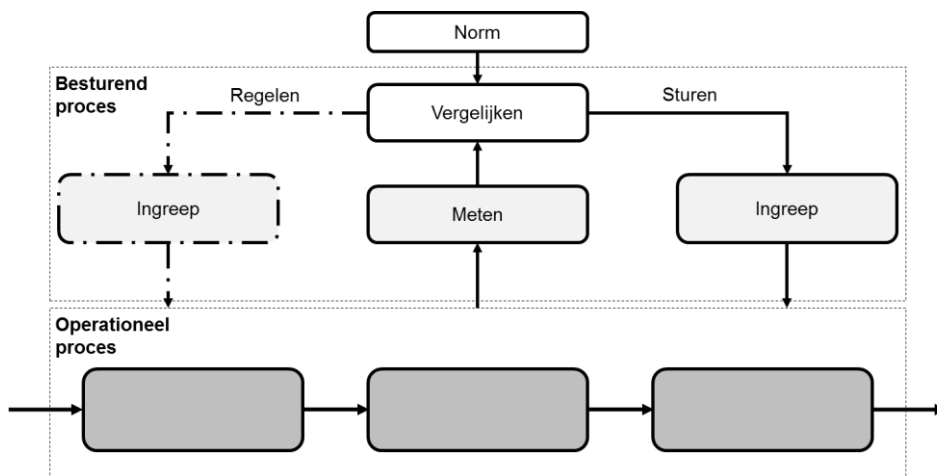 Norm
Besturend
proces
Regelen
Vergelijken
Sturen
Ingreep
Meten
Ingreep
Operationeel
proces